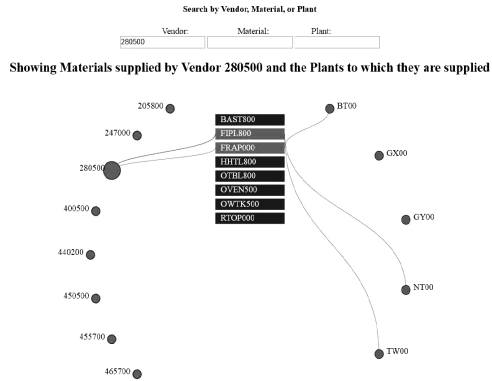 Search by Vendor, Material, or Plant
Vendor: Material: Plant:
280500
Showing Materials supplied by Vendor 280500 and the Plants to which they are supplied
205800
247000
280500
400500
440200
450500
455700
465700
BAST800
FIPL800
FRAP000
HHTL800
OTBL800
OVEN500
OWTK500
RTOP000
BT00
GX00
GY00
NT00
TW00